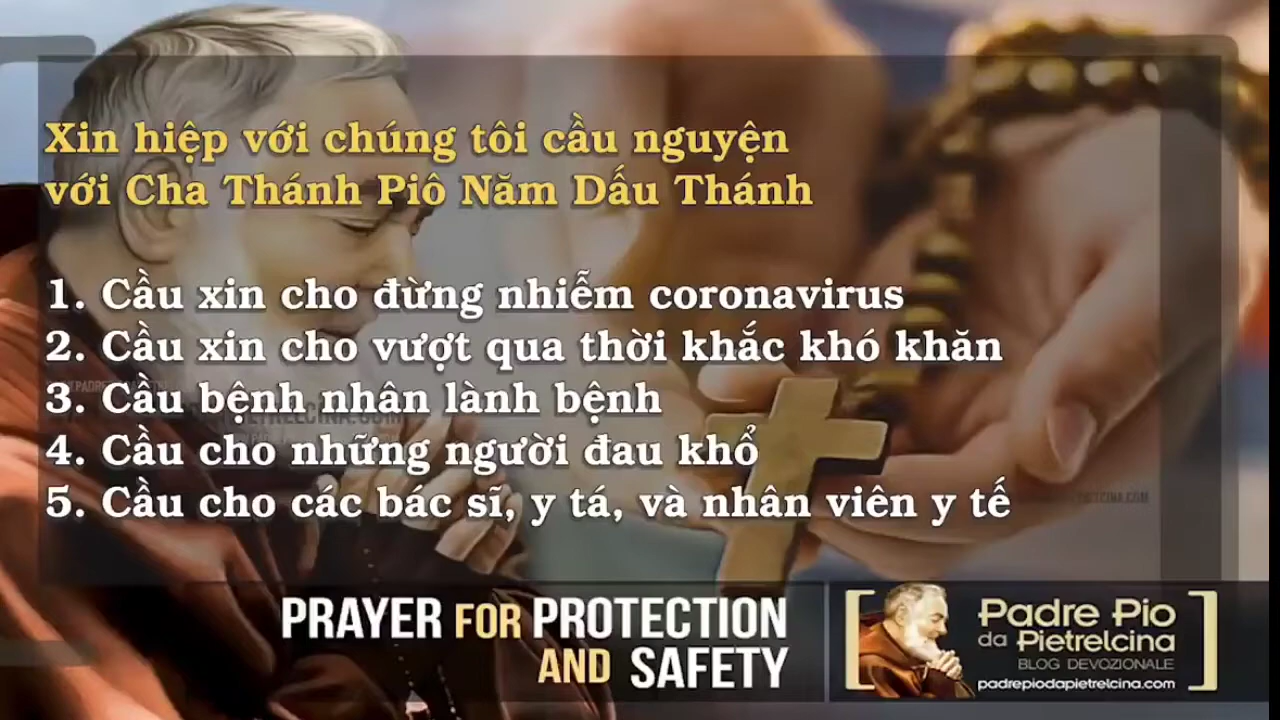 Xin hiệp với chúng tôi cầu nguyện
với Cha Thánh Piô Năm Dấu Thánh
1. Cầu xin cho đừng nhiễm coronavirus
2. Cầu xin cho vượt qua thời khắc khó khăn
3. Cầu bệnh nhân lành bệnh
4. Cầu cho những người đau khổ
5. Cầu cho các bác sĩ, y tá, và nhân viên y tế
PRAYER FOR PROTECTION
AND SAFETY
Padre Pio
da Pietrelcina
BLOG DEVOZIONALE
padrepiodapietrelcina.com